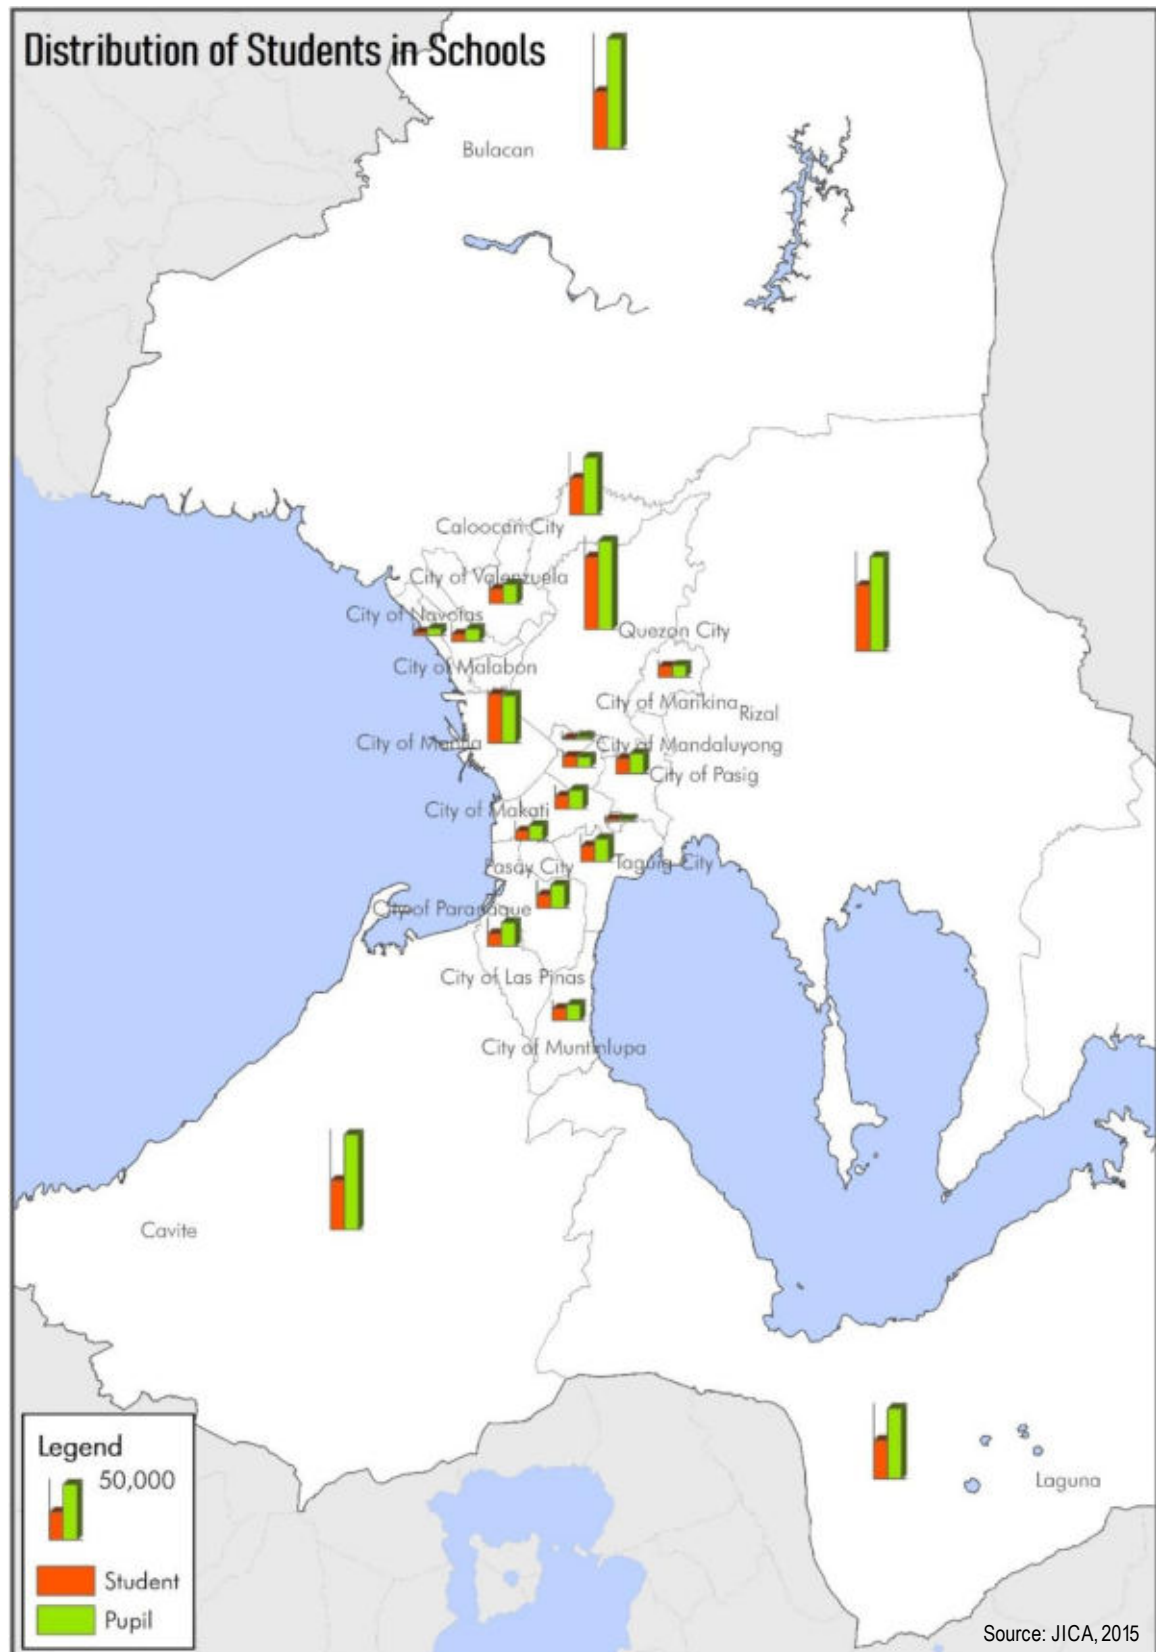 Distribution of Students in Schools
Bulacan
Caloocan City
City of Valenzuela
City of Navotas
Quezon City
City of Malabon
City of Marikina
Rizal
City of Manila
City of Mandaluyong
City of Pasig
City of Makati
Pasay City
Taguig City
City of Paranaque
City of Las Pinas
City of Muntinlupa
Cavite
Laguna
Legend
50,000
Student
Pupil
Source: JICA, 2015